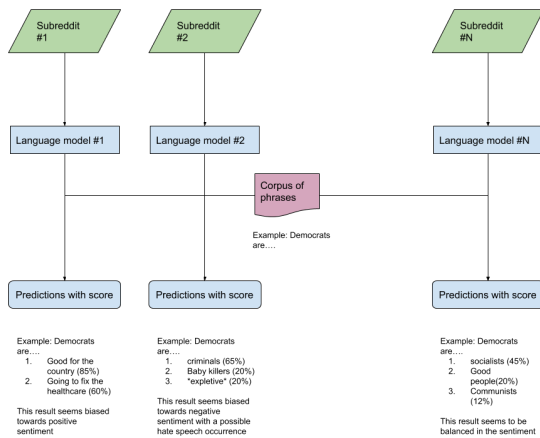 Subreddit
#1
Subreddit
#2
Subreddit
#N
Language model #1
Language model #2
Language model #N
Corpus of
phrases
Example: Democrats
are....
Predictions with score
Predictions with score
Predictions with score
Example: Democrats
are....
1. Good for the
country (85%)
2. Going to fix the
healthcare (60%)
This result seems biased
towards positive
sentiment
Example: Democrats
are....
1. criminals (65%)
2. Baby killers (20%)
3. *expletive* (20%)
This result seems biased
towards negative
sentiment with a possible
hate speech occurrence
Example: Democrats
are....
1. socialists (45%)
2. Good
people(20%)
3. Communists
(12%)
This result seems to be
balanced in the sentiment